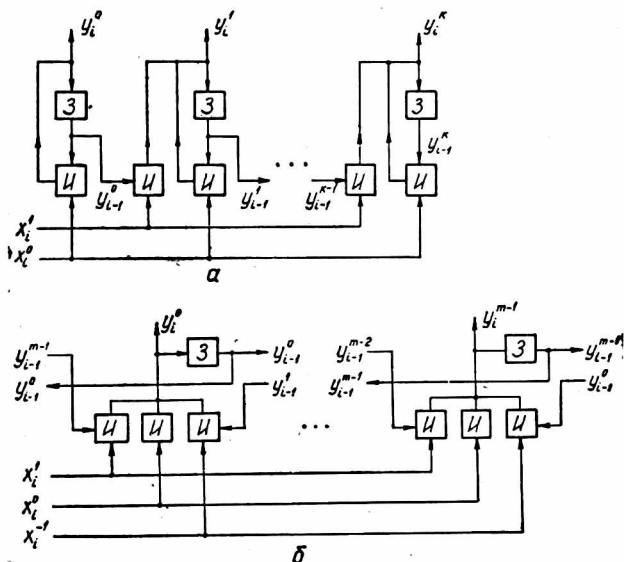 y_i^0 y_i^1 y_i^k
З З З
y_{i-1}^k
И И И ... И И
y_{i-1}^0 y_{i-1}^1 y_{i-1}^{k-1}
x_i^1
x_i^0
а
y_i^0 y_i^{m-1}
y_{i-1}^{m-1} З y_{i-1}^0 y_{i-1}^{m-2} З y_{i-1}^{m-1}
y_{i-1}^0 y_{i-1}^1 y_{i-1}^{m-1} y_{i-1}^0
И И И ... И И И
x_i^1
x_i^0
x_i^{-1}
б